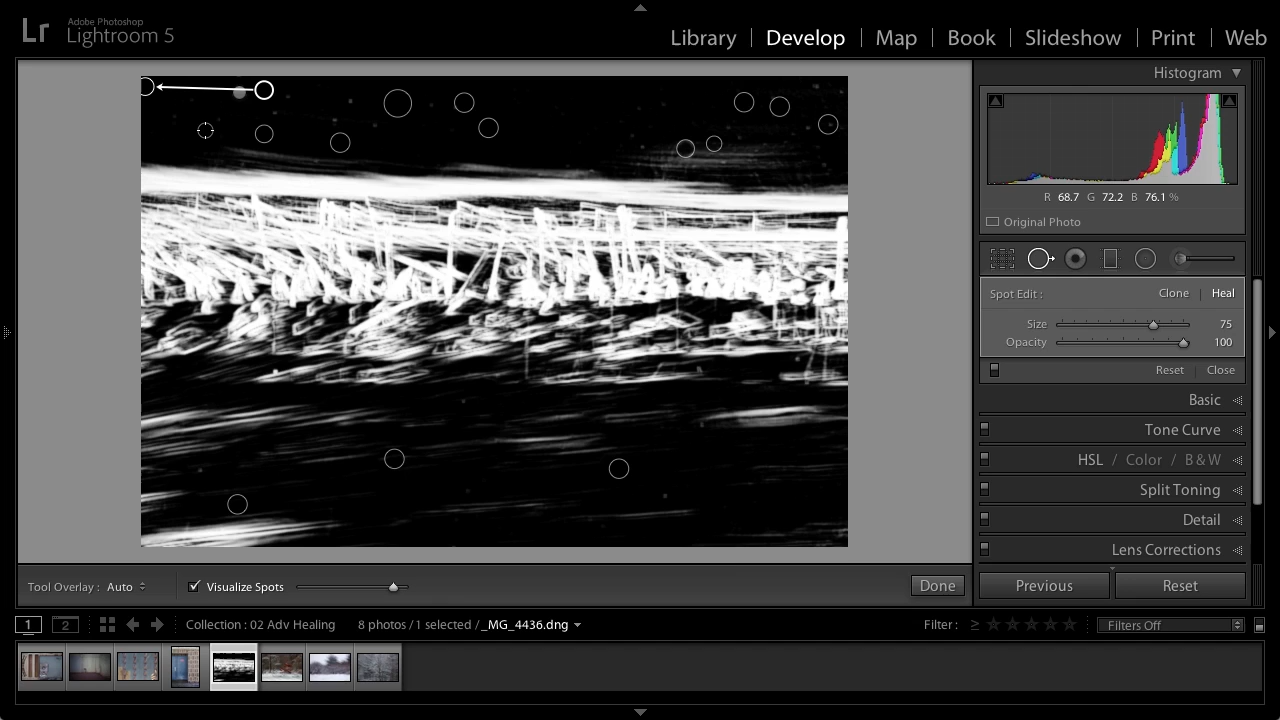 Lr Adobe Photoshop
Lightroom 5
Library | Develop | Map | Book | Slideshow | Print | Web
Histogram
R 68.7 G 72.2 B 76.1 %
Original Photo
Spot Edit : Clone | Heal
Size 75
Opacity 100
Reset | Close
Basic
Tone Curve
HSL / Color / B & W
Split Toning
Detail
Lens Corrections
Tool Overlay : Auto Visualize Spots Done
Previous Reset
1 2 Collection : 02 Adv Healing 8 photos / 1 selected / _MG_4436.dng Filter : ≥ Filters Off